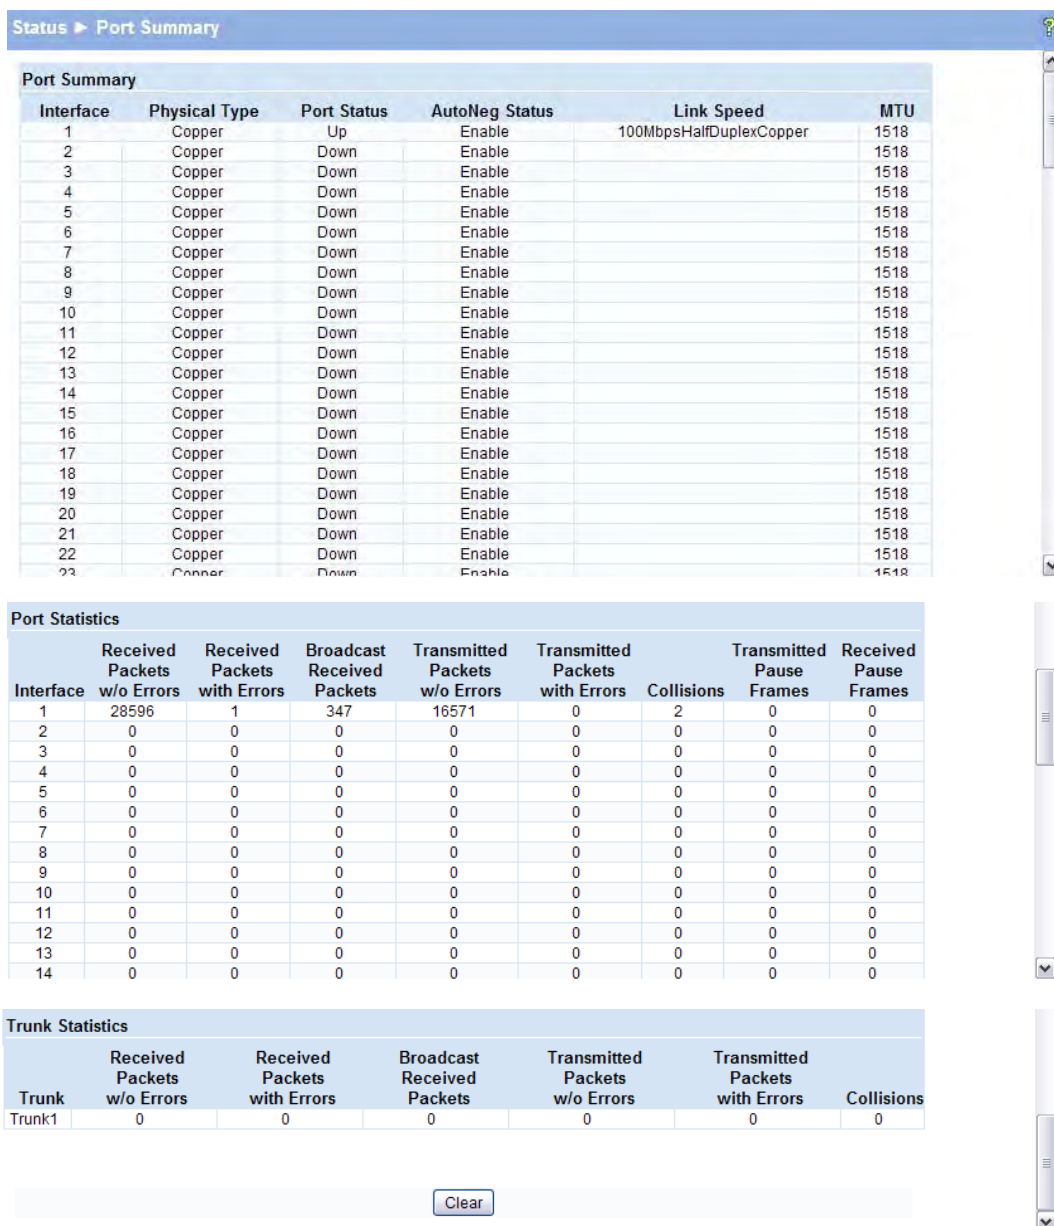 Status ► Port Summary
Port Summary
Interface Physical Type Port Status AutoNeg Status Link Speed MTU
1 Copper Up Enable 100MbpsHalfDuplexCopper 1518
2 Copper Down Enable 1518
3 Copper Down Enable 1518
4 Copper Down Enable 1518
5 Copper Down Enable 1518
6 Copper Down Enable 1518
7 Copper Down Enable 1518
8 Copper Down Enable 1518
9 Copper Down Enable 1518
10 Copper Down Enable 1518
11 Copper Down Enable 1518
12 Copper Down Enable 1518
13 Copper Down Enable 1518
14 Copper Down Enable 1518
15 Copper Down Enable 1518
16 Copper Down Enable 1518
17 Copper Down Enable 1518
18 Copper Down Enable 1518
19 Copper Down Enable 1518
20 Copper Down Enable 1518
21 Copper Down Enable 1518
22 Copper Down Enable 1518
23 Copper Down Enable 1518
Port Statistics
Received Received Broadcast Transmitted Transmitted Transmitted Received
Packets Packets Received Packets Packets Pause Pause
Interface w/o Errors with Errors Packets w/o Errors with Errors Collisions Frames Frames
1 28596 1 347 16571 0 2 0 0
2 0 0 0 0 0 0 0 0
3 0 0 0 0 0 0 0 0
4 0 0 0 0 0 0 0 0
5 0 0 0 0 0 0 0 0
6 0 0 0 0 0 0 0 0
7 0 0 0 0 0 0 0 0
8 0 0 0 0 0 0 0 0
9 0 0 0 0 0 0 0 0
10 0 0 0 0 0 0 0 0
11 0 0 0 0 0 0 0 0
12 0 0 0 0 0 0 0 0
13 0 0 0 0 0 0 0 0
14 0 0 0 0 0 0 0 0
Trunk Statistics
Received Received Broadcast Transmitted Transmitted
Packets Packets Received Packets Packets
Trunk w/o Errors with Errors Packets w/o Errors with Errors Collisions
Trunk1 0 0 0 0 0 0
Clear